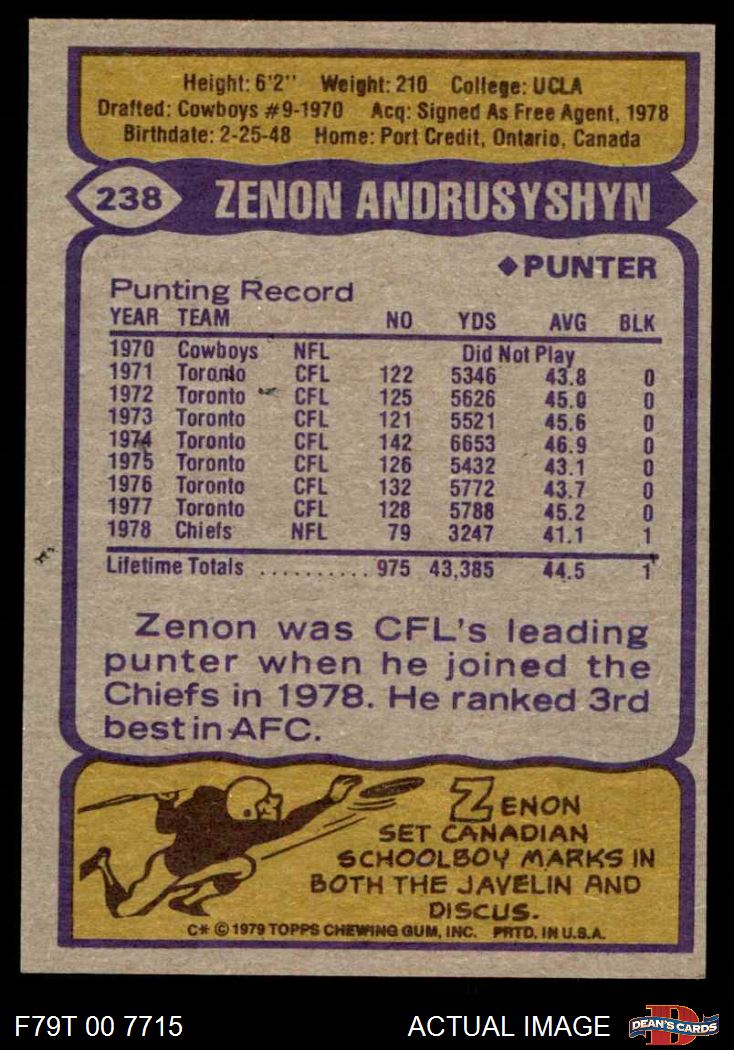 Height: 6'2" Weight: 210 College: UCLA
Drafted: Cowboys #9-1970 Acq: Signed As Free Agent, 1978
Birthdate: 2-25-48 Home: Port Credit, Ontario, Canada
238 ZENON ANDRUSYSHYN
◆PUNTER
Punting Record
YEAR TEAM NO YDS AVG BLK
1970 Cowboys NFL Did Not Play
1971 Toronto CFL 122 5346 43.8 0
1972 Toronto CFL 125 5626 45.0 0
1973 Toronto CFL 121 5521 45.6 0
1974 Toronto CFL 142 6653 46.9 0
1975 Toronto CFL 126 5432 43.1 0
1976 Toronto CFL 132 5772 43.7 0
1977 Toronto CFL 128 5788 45.2 0
1978 Chiefs NFL 79 3247 41.1 1
Lifetime Totals .......... 975 43,385 44.5 1
Zenon was CFL's leading
punter when he joined the
Chiefs in 1978. He ranked 3rd
best in AFC.
ZENON
SET CANADIAN
SCHOOLBOY MARKS IN
BOTH THE JAVELIN AND
DISCUS.
C* © 1979 TOPPS CHEWING GUM, INC. PRTD. IN U.S.A.
F79T 00 7715 ACTUAL IMAGE D DEAN'S CARDS